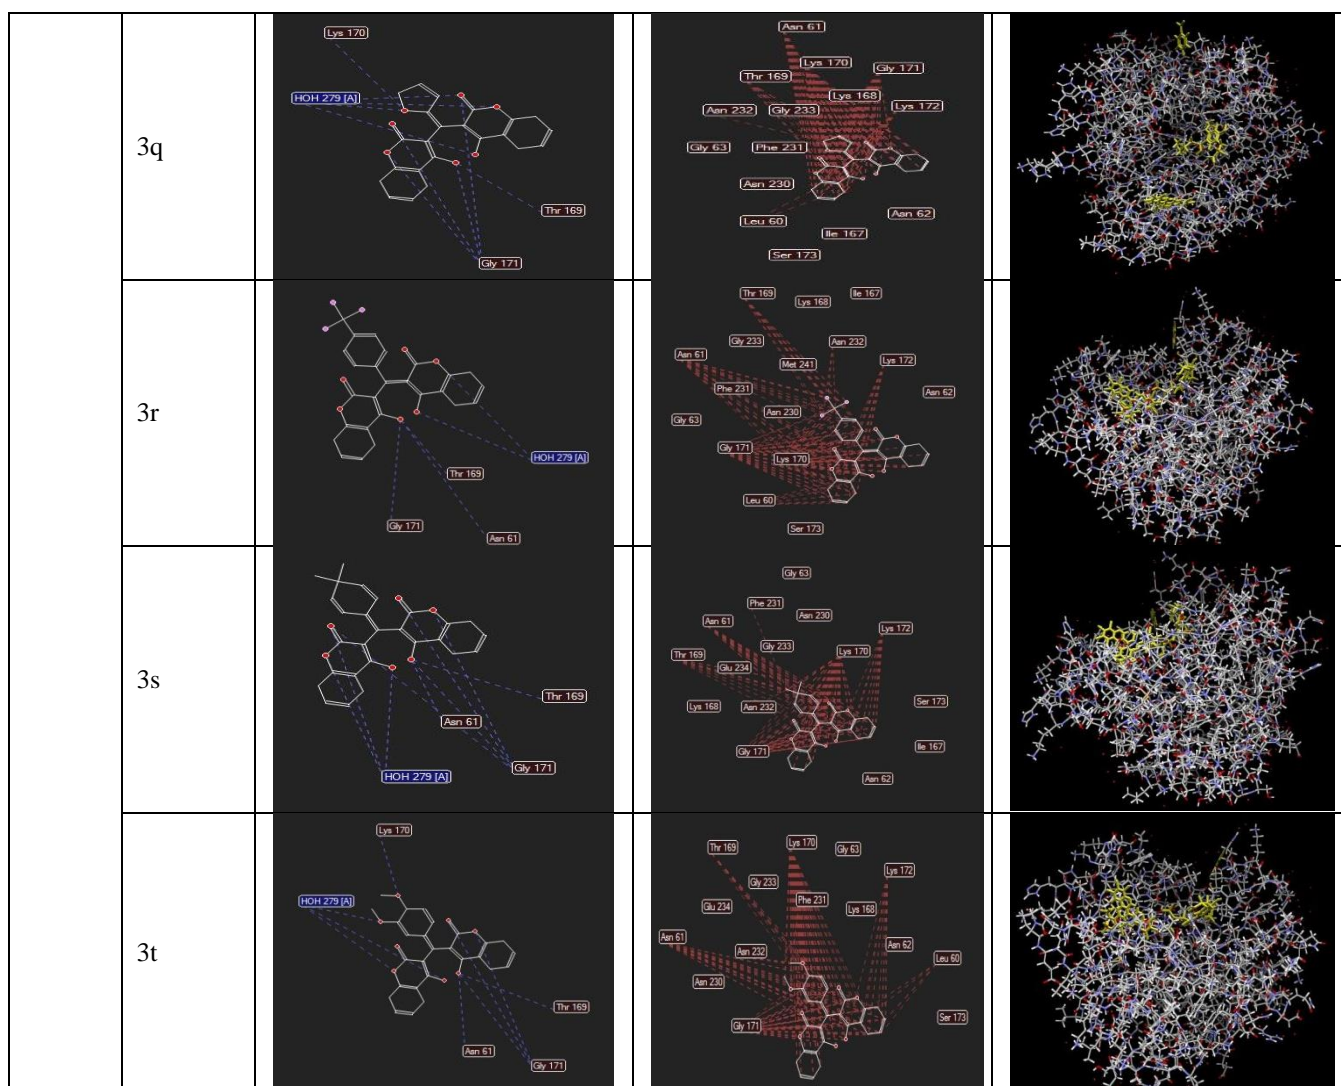 3q
Lys 170
HOH 279 [A]
Thr 169
Gly 171
Asn 61
Lys 170
Gly 171
Thr 169
Lys 168
Lys 172
Asn 232
Gly 233
Gly 63
Phe 231
Asn 230
Asn 62
Leu 60
Ile 167
Ser 173
3r
HOH 279 [A]
Thr 169
Gly 171
Asn 61
Thr 169
Lys 168
Ile 167
Gly 233
Asn 232
Asn 61
Met 241
Lys 172
Phe 231
Asn 62
Asn 230
Gly 63
Gly 171
Lys 170
Leu 60
Ser 173
3s
Thr 169
Asn 61
Gly 171
HOH 279 [A]
Gly 63
Phe 231
Asn 230
Asn 61
Lys 172
Gly 233
Lys 170
Thr 169
Glu 234
Ser 173
Lys 168
Asn 232
Ile 167
Gly 171
Asn 62
3t
Lys 170
HOH 279 [A]
Thr 169
Asn 61
Gly 171
Lys 170
Thr 169
Gly 63
Lys 172
Gly 233
Phe 231
Glu 234
Lys 168
Asn 61
Asn 62
Asn 232
Leu 60
Asn 230
Ser 173
Gly 171